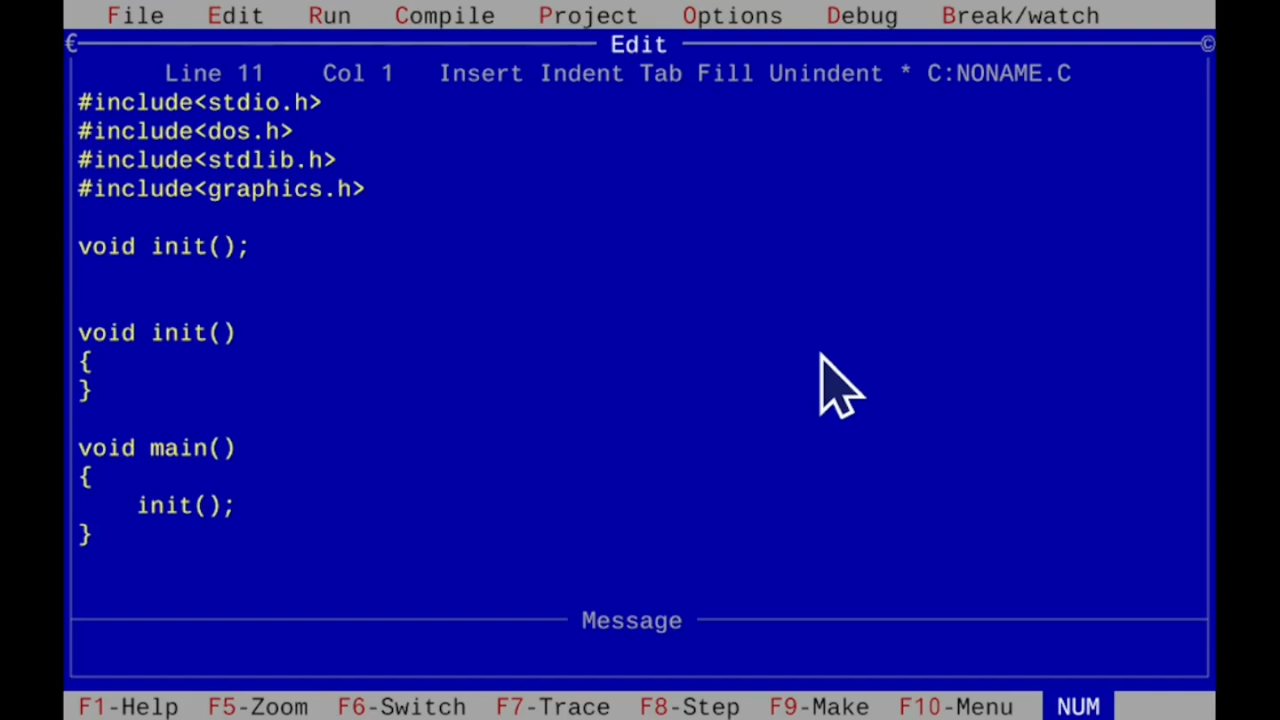 File Edit Run Compile Project Options Debug Break/watch
Edit
Line 11 Col 1 Insert Indent Tab Fill Unindent * C:NONAME.C
#include<stdio.h>
#include<dos.h>
#include<stdlib.h>
#include<graphics.h>
void init();
void init()
{
}
void main()
{
init();
}
Message
F1-Help F5-Zoom F6-Switch F7-Trace F8-Step F9-Make F10-Menu NUM